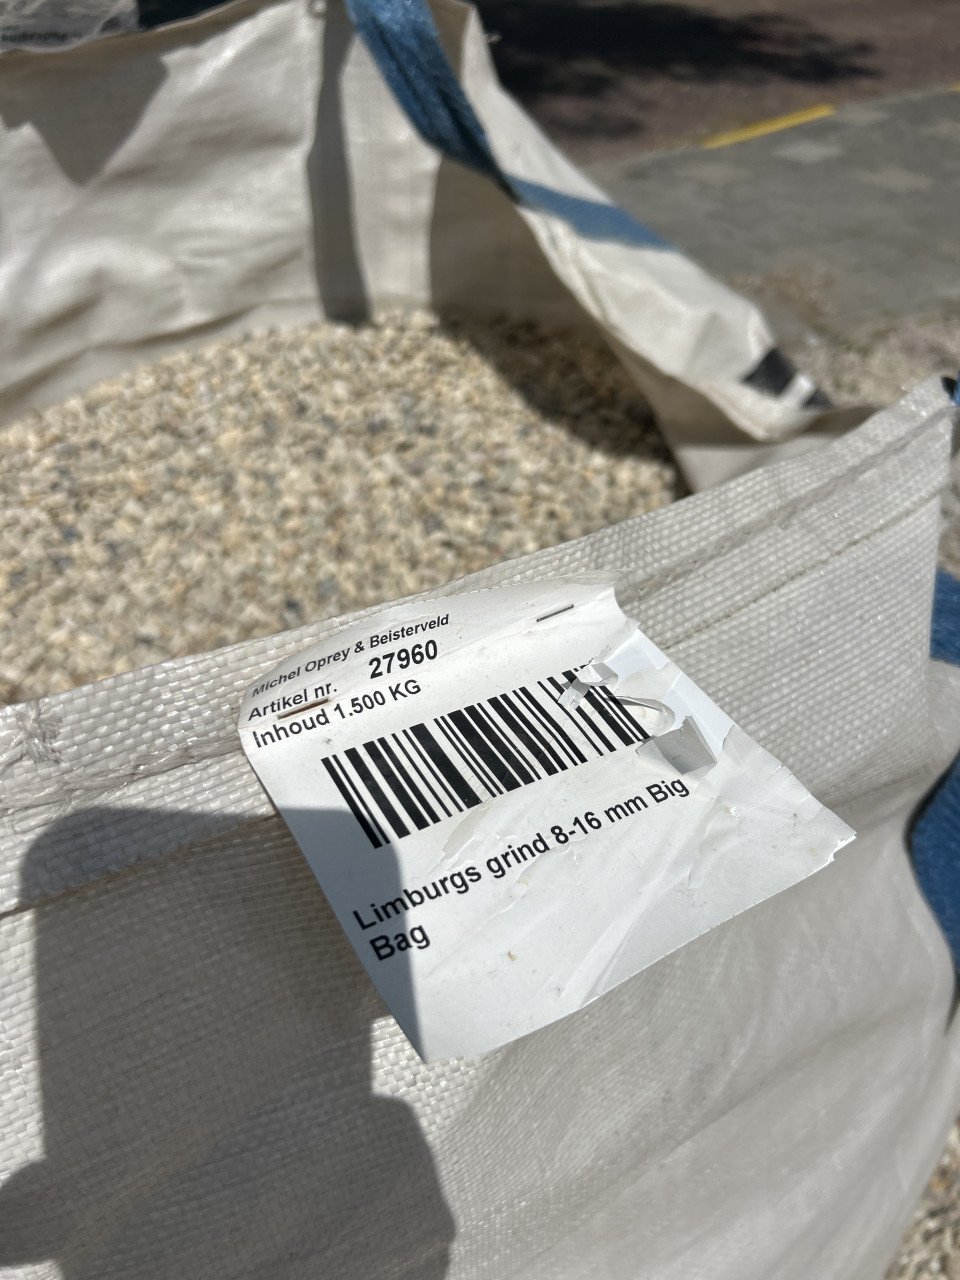 Michel Oprey & Beisterveld
Artikel nr. 27960
Inhoud 1.500 KG
Limburgs grind 8-16 mm Big
Bag